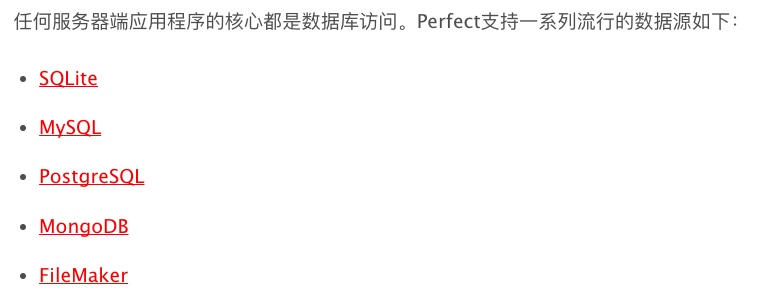 任何服务器端应用程序的核心都是数据库访问。Perfect支持一系列流行的数据源如下：
• SQLite
• MySQL
• PostgreSQL
• MongoDB
• FileMaker